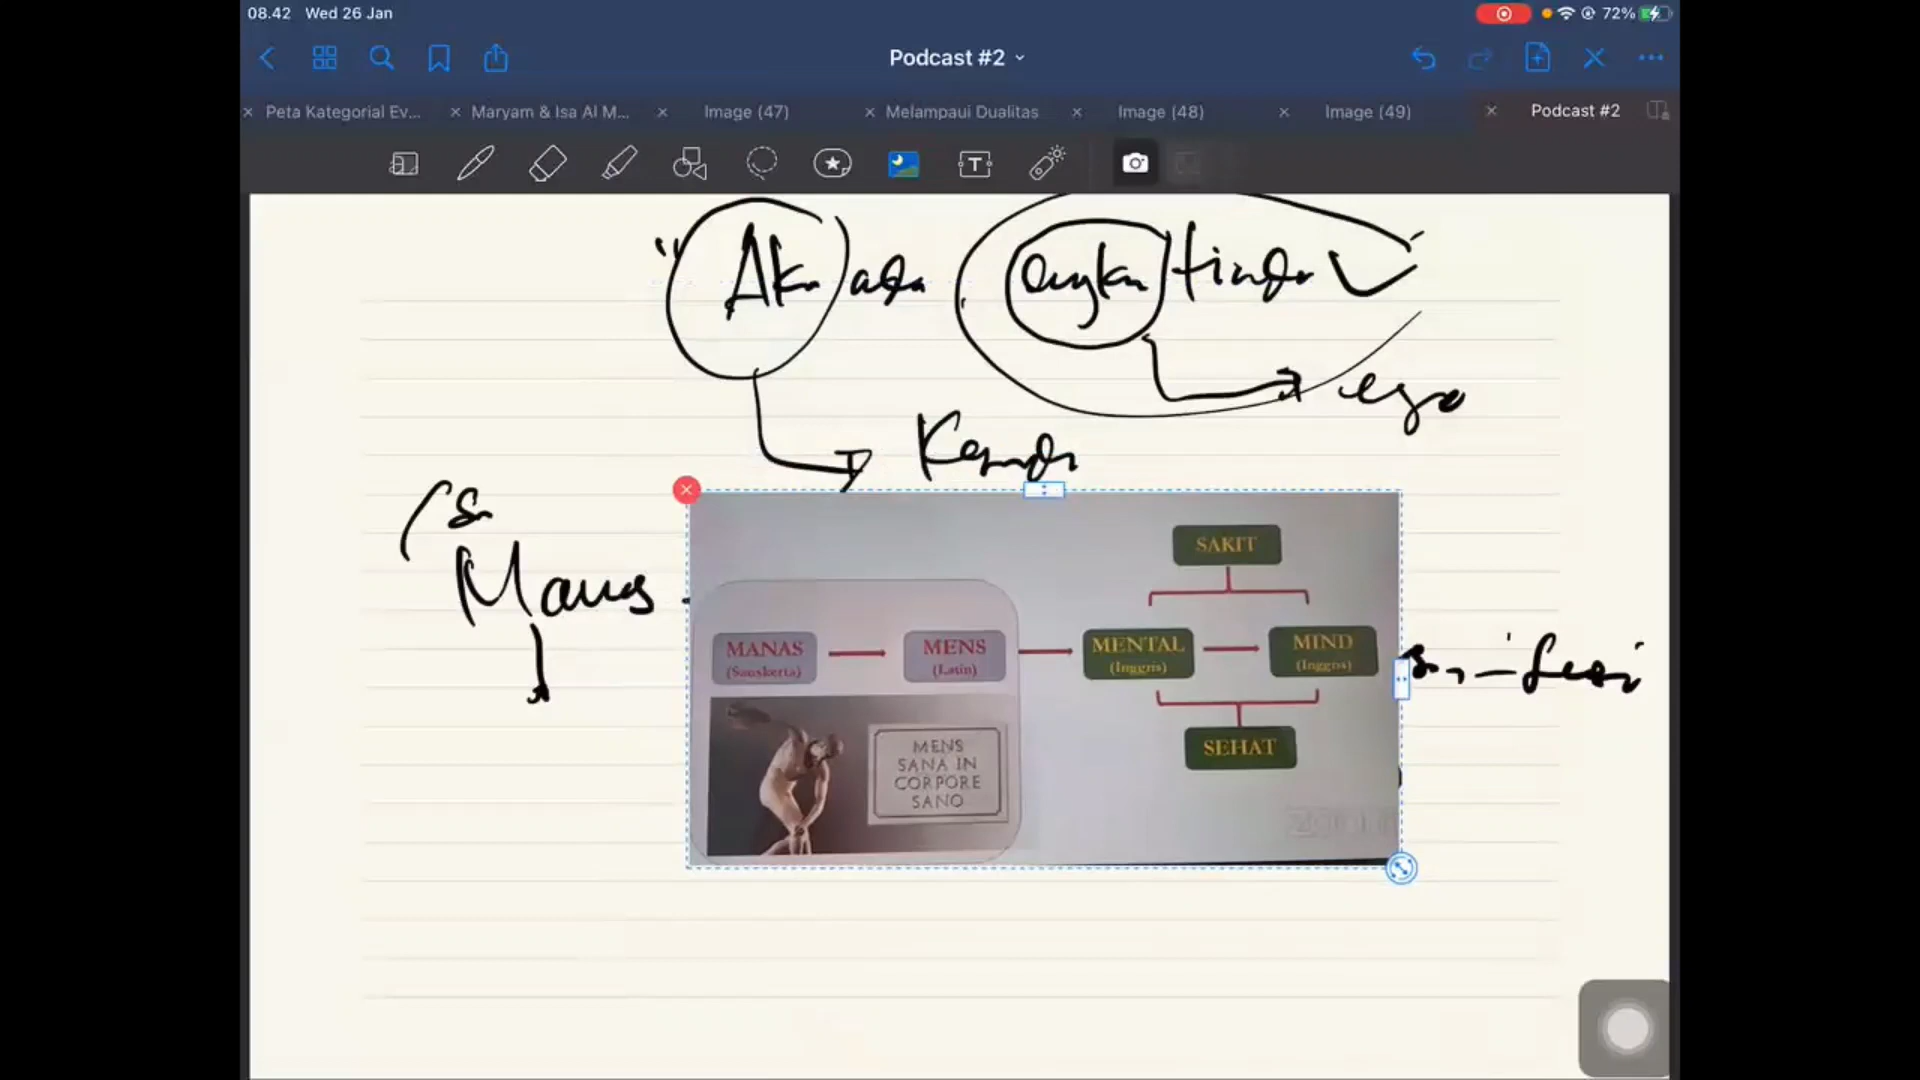 08.42 Wed 26 Jan 72%
Podcast #2
Peta Kategorial Ev... Maryam & Isa Al M... Image (47) Melampaui Dualitas Image (48) Image (49) Podcast #2
T
"Aku ada
ego
Manas
SAKIT
MANAS MENS MENTAL MIND
(Sanskerta) (Latin) (Inggris) (Inggris)
SEHAT
MENS
SANA IN
CORPORE
SANO